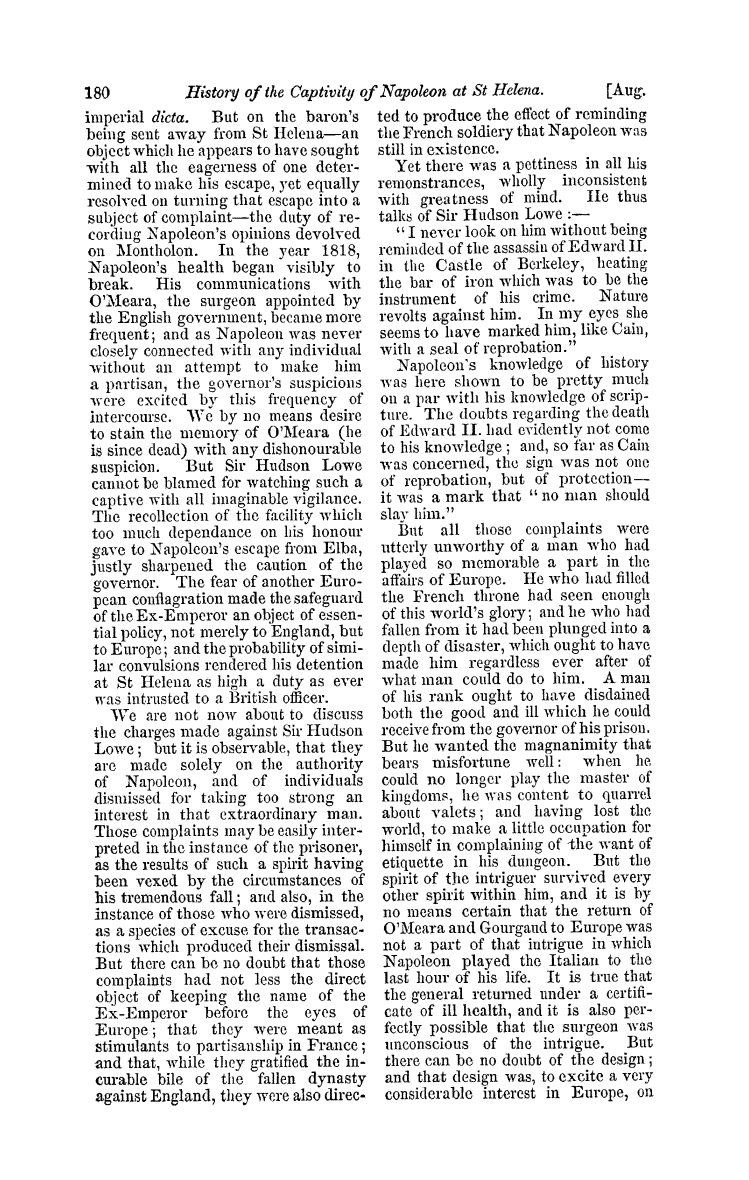 180 History of the Captivity of Napoleon at St Helena. [Aug.
imperial dicta. But on the baron's
being sent away from St Helena—an
object which he appears to have sought
with all the eagerness of one deter-
mined to make his escape, yet equally
resolved on turning that escape into a
subject of complaint—the duty of re-
cording Napoleon's opinions devolved
on Montholon. In the year 1818,
Napoleon's health began visibly to
break. His communications with
O'Meara, the surgeon appointed by
the English government, became more
frequent; and as Napoleon was never
closely connected with any individual
without an attempt to make him
a partisan, the governor's suspicions
were excited by this frequency of
intercourse. We by no means desire
to stain the memory of O'Meara (he
is since dead) with any dishonourable
suspicion. But Sir Hudson Lowe
cannot be blamed for watching such a
captive with all imaginable vigilance.
The recollection of the facility which
too much dependance on his honour
gave to Napoleon's escape from Elba,
justly sharpened the caution of the
governor. The fear of another Euro-
pean conflagration made the safeguard
of the Ex-Emperor an object of essen-
tial policy, not merely to England, but
to Europe; and the probability of simi-
lar convulsions rendered his detention
at St Helena as high a duty as ever
was intrusted to a British officer.
We are not now about to discuss
the charges made against Sir Hudson
Lowe; but it is observable, that they
are made solely on the authority
of Napoleon, and of individuals
dismissed for taking too strong an
interest in that extraordinary man.
Those complaints may be easily inter-
preted in the instance of the prisoner,
as the results of such a spirit having
been vexed by the circumstances of
his tremendous fall; and also, in the
instance of those who were dismissed,
as a species of excuse for the transac-
tions which produced their dismissal.
But there can be no doubt that those
complaints had not less the direct
object of keeping the name of the
Ex-Emperor before the eyes of
Europe; that they were meant as
stimulants to partisanship in France;
and that, while they gratified the in-
curable bile of the fallen dynasty
against England, they were also direc-
ted to produce the effect of reminding
the French soldiery that Napoleon was
still in existence.
Yet there was a pettiness in all his
remonstrances, wholly inconsistent
with greatness of mind. He thus
talks of Sir Hudson Lowe:—
"I never look on him without being
reminded of the assassin of Edward II.
in the Castle of Berkeley, heating
the bar of iron which was to be the
instrument of his crime. Nature
revolts against him. In my eyes she
seems to have marked him, like Cain,
with a seal of reprobation."
Napoleon's knowledge of history
was here shown to be pretty much
on a par with his knowledge of scrip-
ture. The doubts regarding the death
of Edward II. had evidently not come
to his knowledge; and, so far as Cain
was concerned, the sign was not one
of reprobation, but of protection—
it was a mark that "no man should
slay him."
But all those complaints were
utterly unworthy of a man who had
played so memorable a part in the
affairs of Europe. He who had filled
the French throne had seen enough
of this world's glory; and he who had
fallen from it had been plunged into a
depth of disaster, which ought to have
made him regardless ever after of
what man could do to him. A man
of his rank ought to have disdained
both the good and ill which he could
receive from the governor of his prison.
But he wanted the magnanimity that
bears misfortune well: when he
could no longer play the master of
kingdoms, he was content to quarrel
about valets; and having lost the
world, to make a little occupation for
himself in complaining of the want of
etiquette in his dungeon. But the
spirit of the intriguer survived every
other spirit within him, and it is by
no means certain that the return of
O'Meara and Gourgaud to Europe was
not a part of that intrigue in which
Napoleon played the Italian to the
last hour of his life. It is true that
the general returned under a certifi-
cate of ill health, and it is also per-
fectly possible that the surgeon was
unconscious of the intrigue. But
there can be no doubt of the design;
and that design was, to excite a very
considerable interest in Europe, on